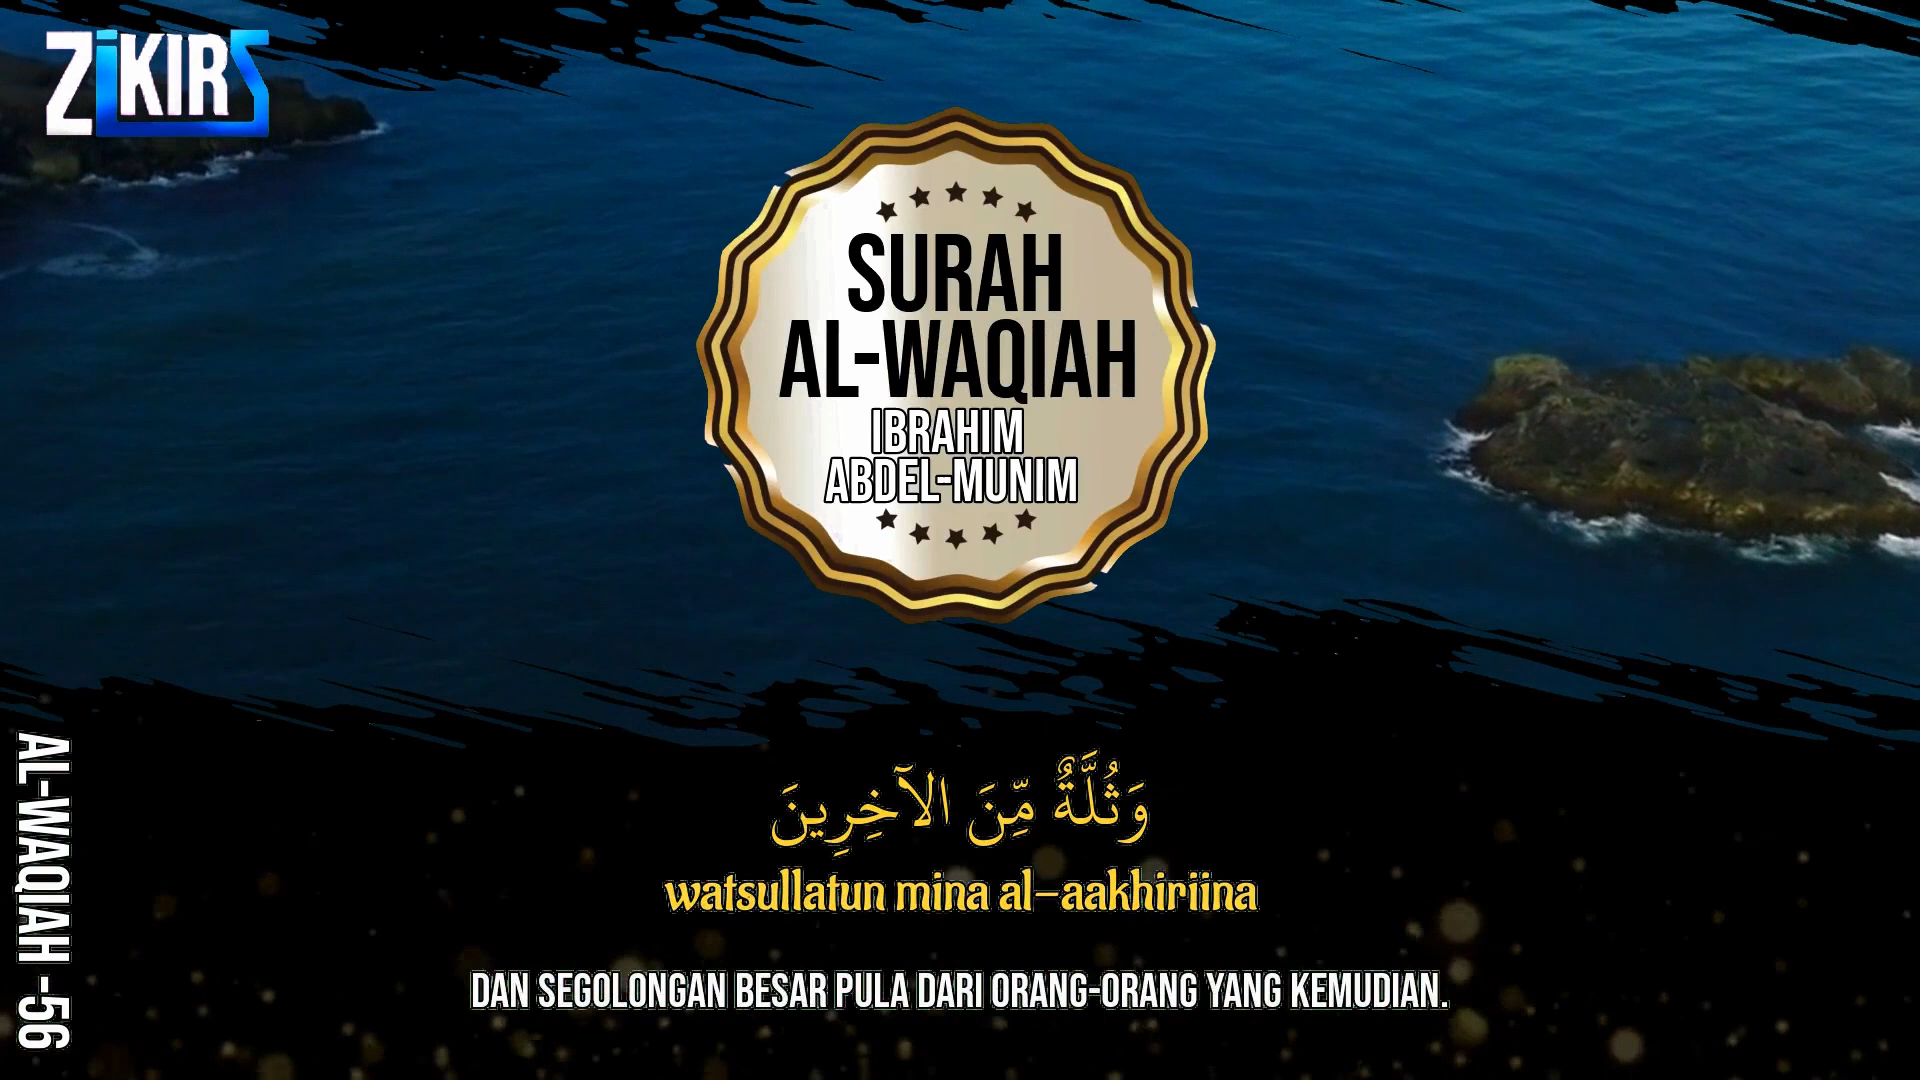 ZiKIRS
SURAH
AL-WAQIAH
IBRAHIM
ABDEL-MUNIM
وَثُلَّةٌ مِّنَ الآخِرِينَ
watsullatun mina al-aakhiriina
DAN SEGOLONGAN BESAR PULA DARI ORANG-ORANG YANG KEMUDIAN.
AL-WAQIAH -56